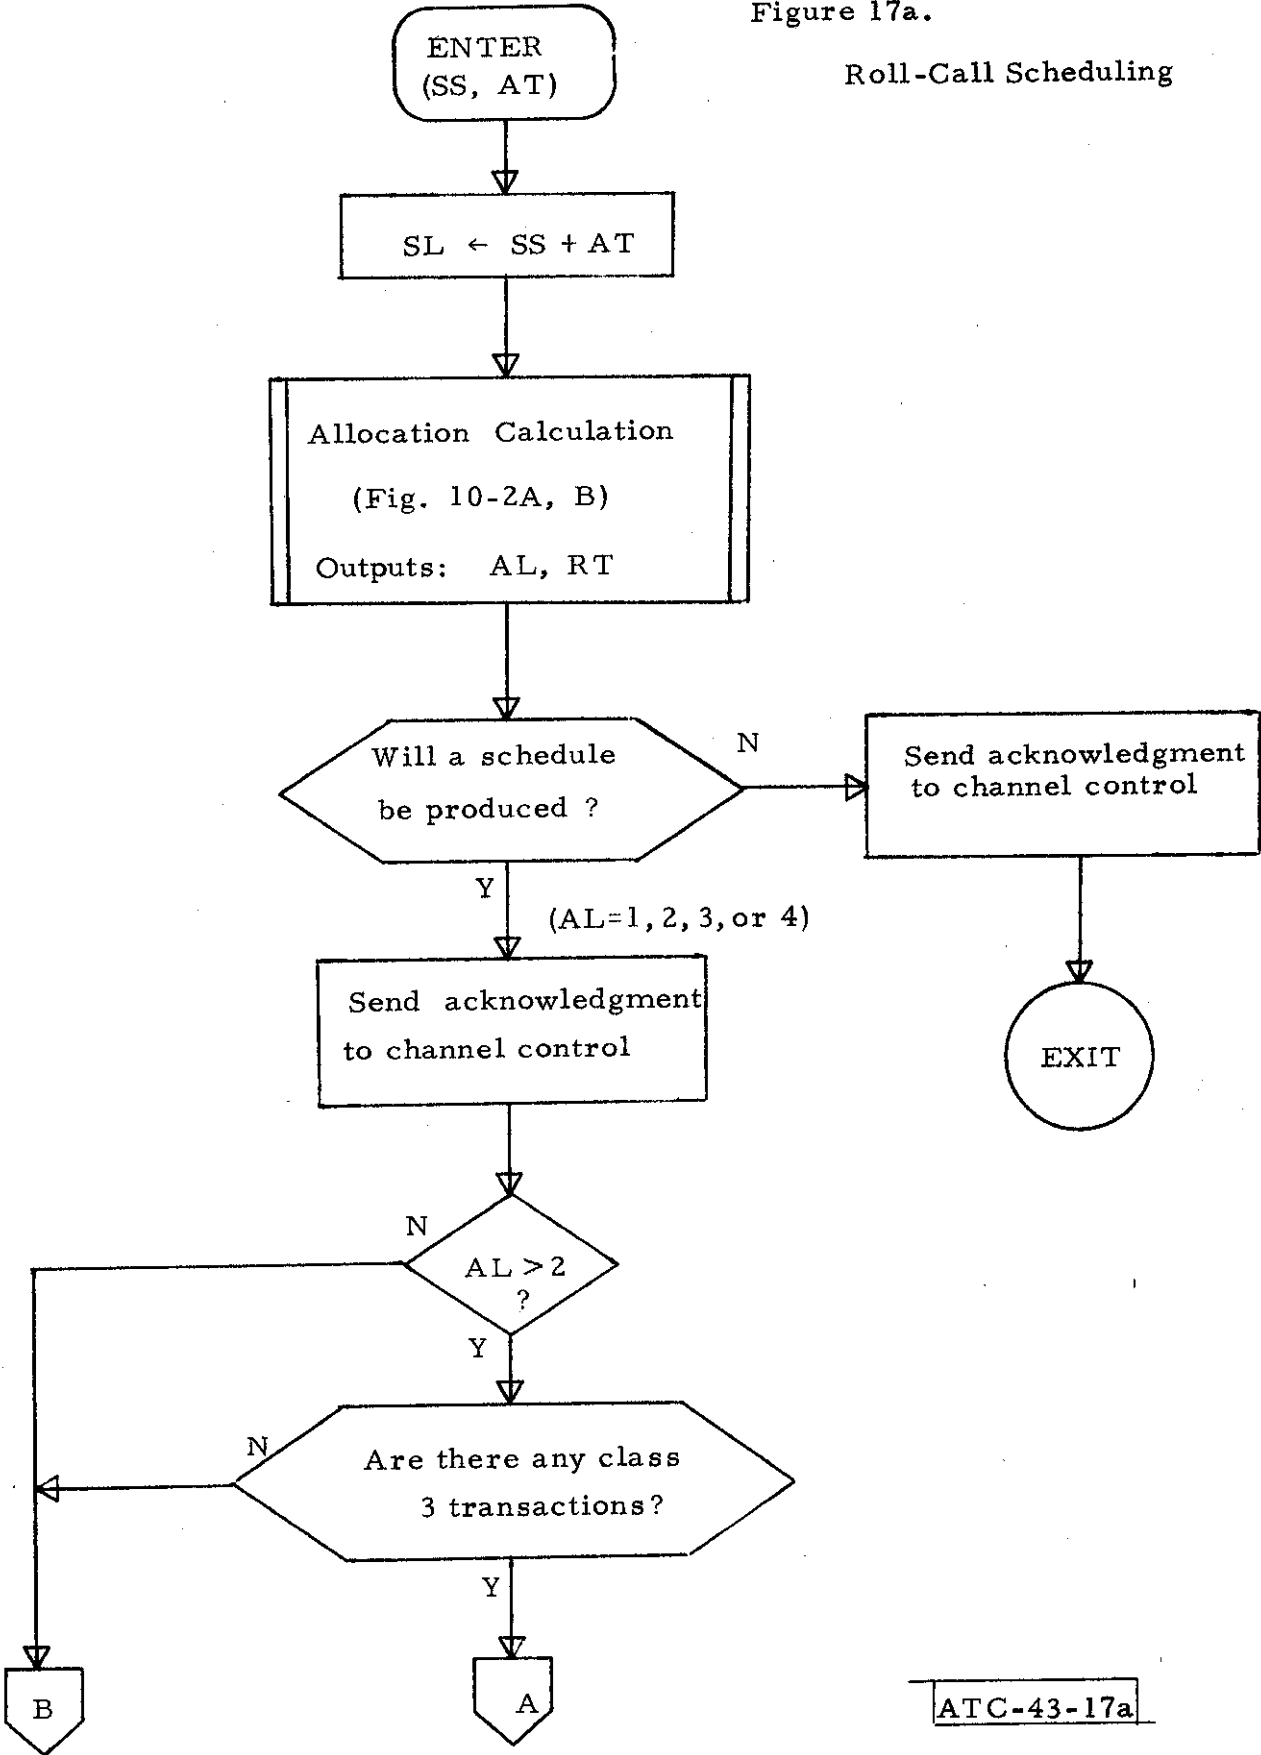 Figure 17a.
Roll-Call Scheduling
ENTER
(SS, AT)
SL ← SS + AT
Allocation Calculation
(Fig. 10-2A, B)
Outputs: AL, RT
Will a schedule
be produced ?
N
Send acknowledgment
to channel control
Y
(AL=1, 2, 3, or 4)
Send acknowledgment
to channel control
EXIT
N
AL > 2
?
Y
N
Are there any class
3 transactions?
Y
B
A
ATC-43-17a